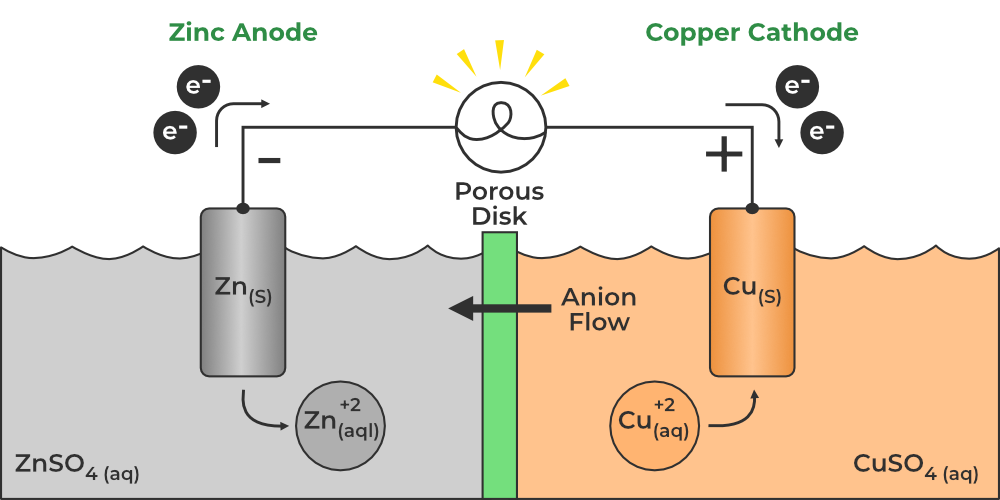 Zinc Anode
Copper Cathode
e-
e-
e-
e-
-
+
Porous
Disk
Zn(S)
Cu(S)
Anion
Flow
Zn+2(aql)
Cu+2(aq)
ZnSO4 (aq)
CuSO4 (aq)